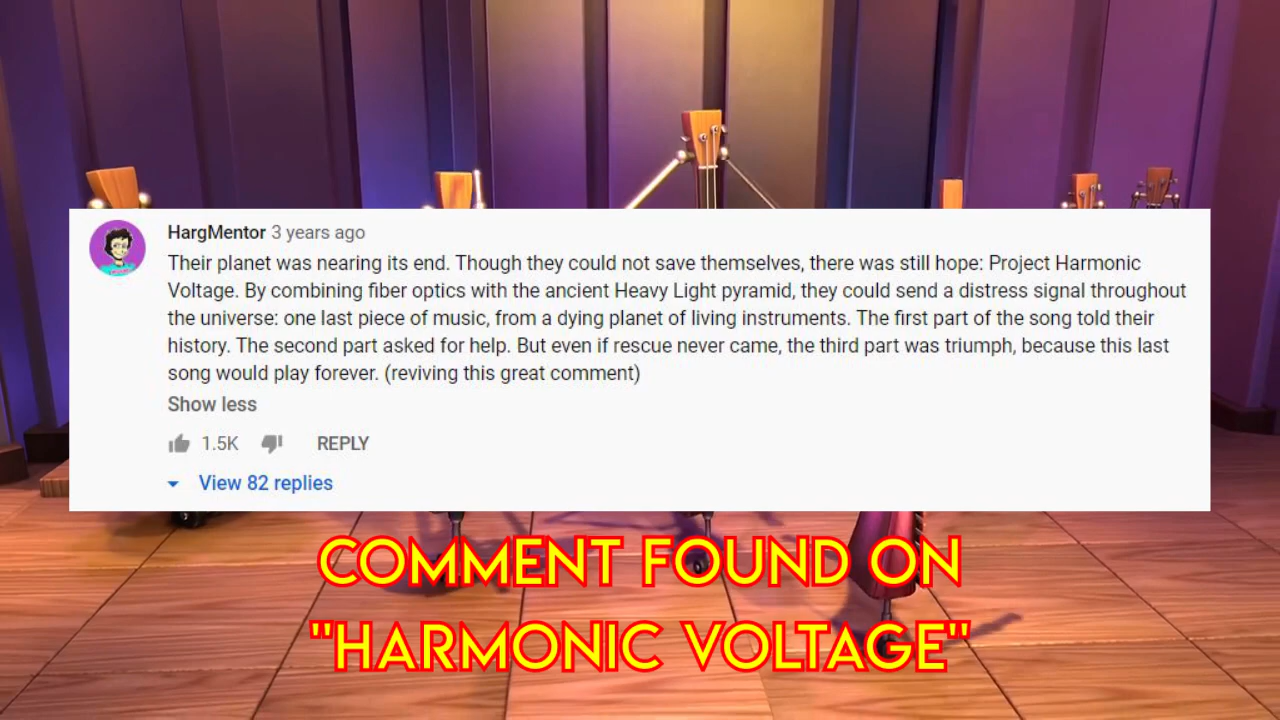 HargMentor 3 years ago
Their planet was nearing its end. Though they could not save themselves, there was still hope: Project Harmonic
Voltage. By combining fiber optics with the ancient Heavy Light pyramid, they could send a distress signal throughout
the universe: one last piece of music, from a dying planet of living instruments. The first part of the song told their
history. The second part asked for help. But even if rescue never came, the third part was triumph, because this last
song would play forever. (reviving this great comment)
Show less
1.5K REPLY
View 82 replies
COMMENT FOUND ON
"HARMONIC VOLTAGE"